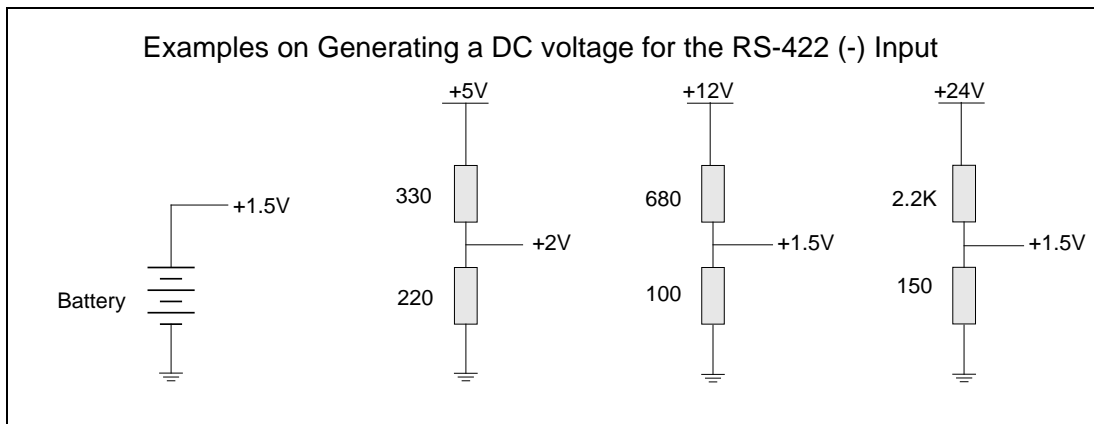 Examples on Generating a DC voltage for the RS-422 (-) Input
+5V
+12V
+24V
330
680
2.2K
+1.5V
+2V
+1.5V
+1.5V
Battery
220
100
150